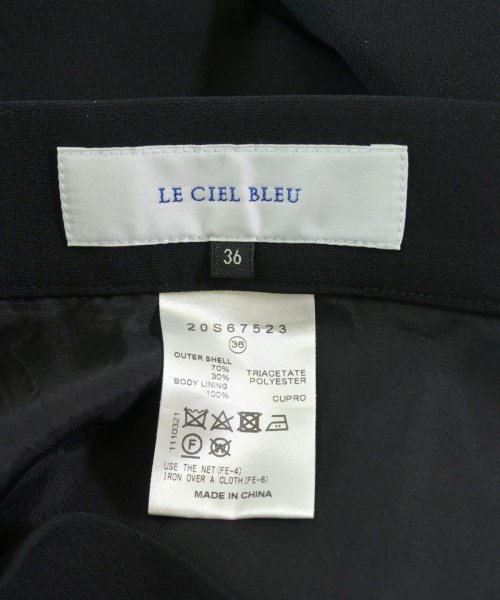 LE CIEL BLEU
36
20S67523
36
OUTER SHELL
70% TRIACETATE
30% POLYESTER
BODY LINING
100% CUPRO
1110321
F W
USE THE NET(FE-4)
IRON OVER A CLOTH(FE-6)
MADE IN CHINA